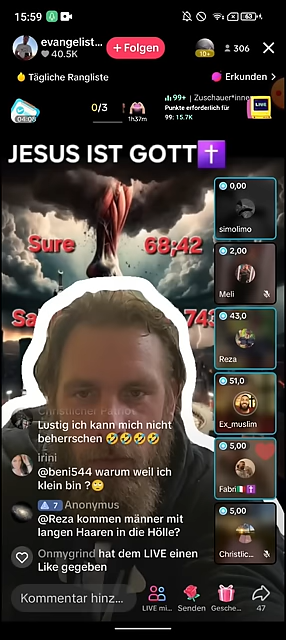 15:59
63
evangelist...
40.5K
+ Folgen
10+
306
Tägliche Rangliste
Erkunden >
04:08
0/3
1h37m
99+ | Zuschauer*innen
Punkte erforderlich für
99: 15.7K
LIVE
JESUS IST GOTT✝️
Sure
68;42
0,00
simolimo
2,00
Meli
43,0
Reza
51,0
Ex_muslim
5,00
Fabri🇮🇹✝️
5,00
Christlic...
Christlicher Patriot
Lustig ich kann mich nicht
beherrschen 🤣🤣🤣🤣
irini
@beni544 warum weil ich
klein bin ?🙄
7 Anonymus
@Reza kommen männer mit
langen Haaren in die Hölle?
Onmygrind hat dem LIVE einen
Like gegeben
Kommentar hinz...
LIVE mi...
Senden
Gesche...
47